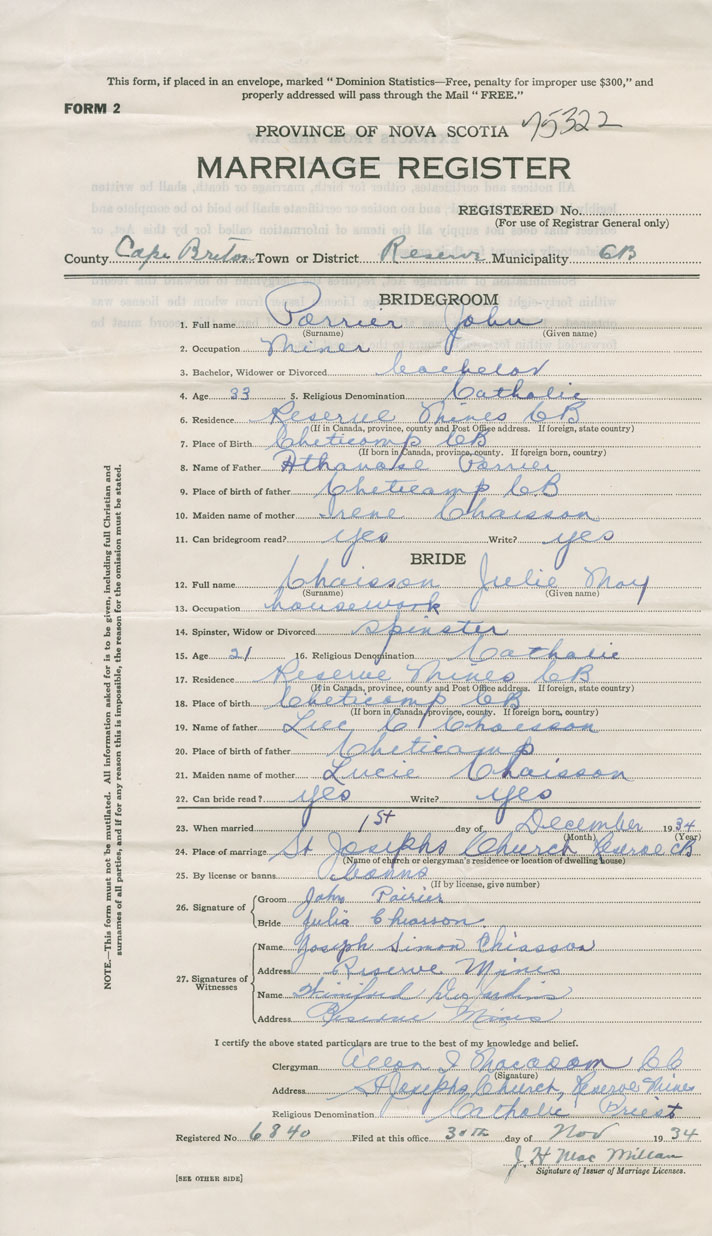 This form, if placed in an envelope, marked " Dominion Statistics—Free, penalty for improper use $300," and
properly addressed will pass through the Mail " FREE."
FORM 2
PROVINCE OF NOVA SCOTIA 75322
MARRIAGE REGISTER
REGISTERED No.
(For use of Registrar General only)
County Cape Breton Town or District Reserve Municipality CB
BRIDEGROOM
1. Full name Porrier John
(Surname) (Given name)
2. Occupation Miner
3. Bachelor, Widower or Divorced bachelor
4. Age 33 5. Religious Denomination Catholic
6. Residence Reserve Mines CB
(If in Canada, province, county and Post Office address. If foreign, state country)
7. Place of Birth Cheticamp CB
(If born in Canada, province, county. If foreign born, country)
8. Name of Father Athanase Porrier
9. Place of birth of father Cheticamp CB
10. Maiden name of mother Irene Chaisson
11. Can bridegroom read? yes Write? yes
BRIDE
12. Full name Chaisson Julie May
(Surname) (Given name)
13. Occupation housework
14. Spinster, Widow or Divorced spinster
15. Age 21 16. Religious Denomination Catholic
17. Residence Reserve Mines CB
(If in Canada, province, county and Post Office address. If foreign, state country)
18. Place of birth Cheticamp CB
(If born in Canada, province, county. If foreign born, country)
19. Name of father C Chaisson
20. Place of birth of father Cheticamp
21. Maiden name of mother Lucie Chaisson
22. Can bride read? yes Write? yes
23. When married 1st day of December 1934
(Month) (Year)
24. Place of marriage St Josephs Church, Reserve CB
(Name of church or clergyman's residence or location of dwelling house)
25. By license or banns banns
(If by license, give number)
26. Signature of Groom John Poirier
Bride Julia Chiasson
27. Signatures of Witnesses
Name Joseph Simon Chiasson
Address Reserve Mines
Name Desjardins
Address Reserve Mines
I certify the above stated particulars are true to the best of my knowledge and belief.
Clergyman
(Signature)
Address St Josephs Church, Reserve Mines
Religious Denomination Catholic Priest
Registered No 6840 Filed at this office 30th day of Nov 1934
J. H Mac Millan
Signature of Issuer of Marriage Licenses.
[SEE OTHER SIDE]
NOTE.—This form must not be mutilated. All information asked for is to be given, including full Christian and
surnames of all parties, and if for any reason this is impossible, the reason for the omission must be stated.